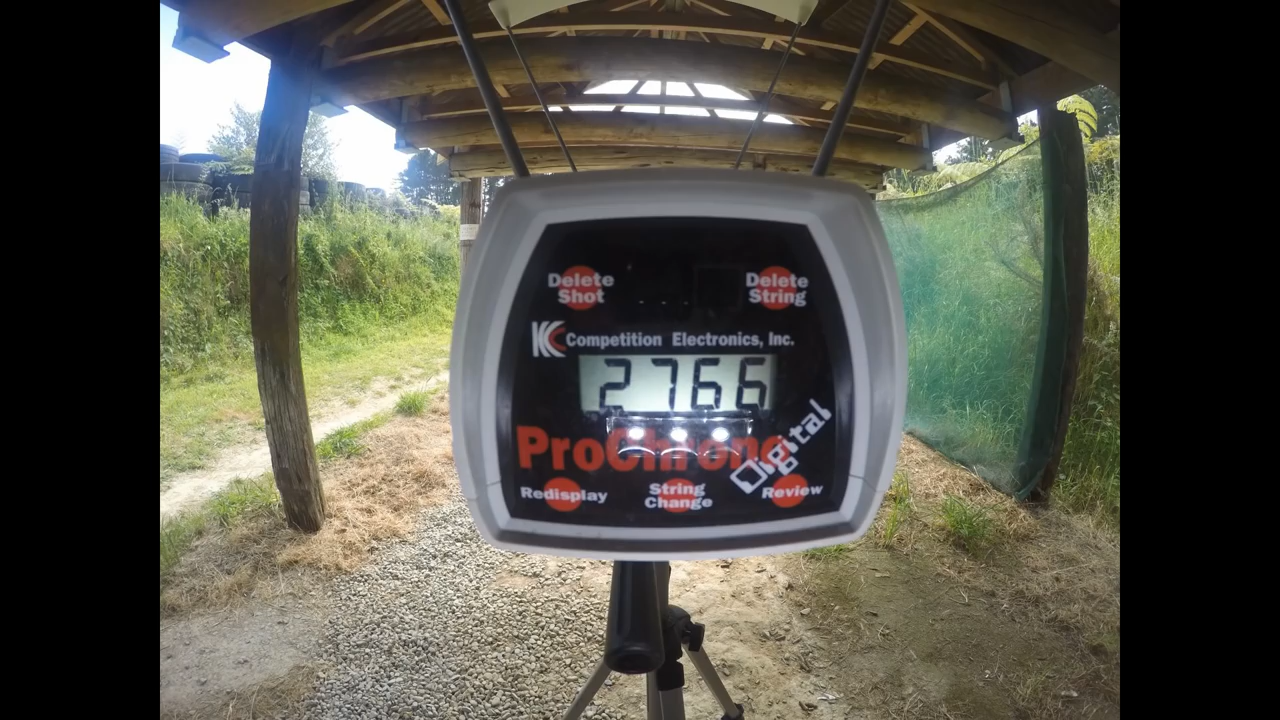 Delete Shot
Delete String
Competition Electronics, Inc.
2766
ProChrono
Digital
Redisplay
String Change
Review